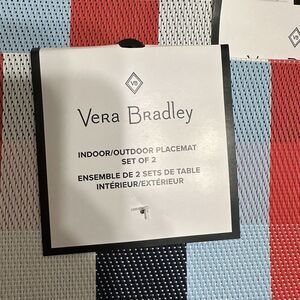 VB
Vera Bradley
INDOOR/OUTDOOR PLACEMAT
SET OF 2
ENSEMBLE DE 2 SETS DE TABLE
INTÉRIEUR/EXTÉRIEUR